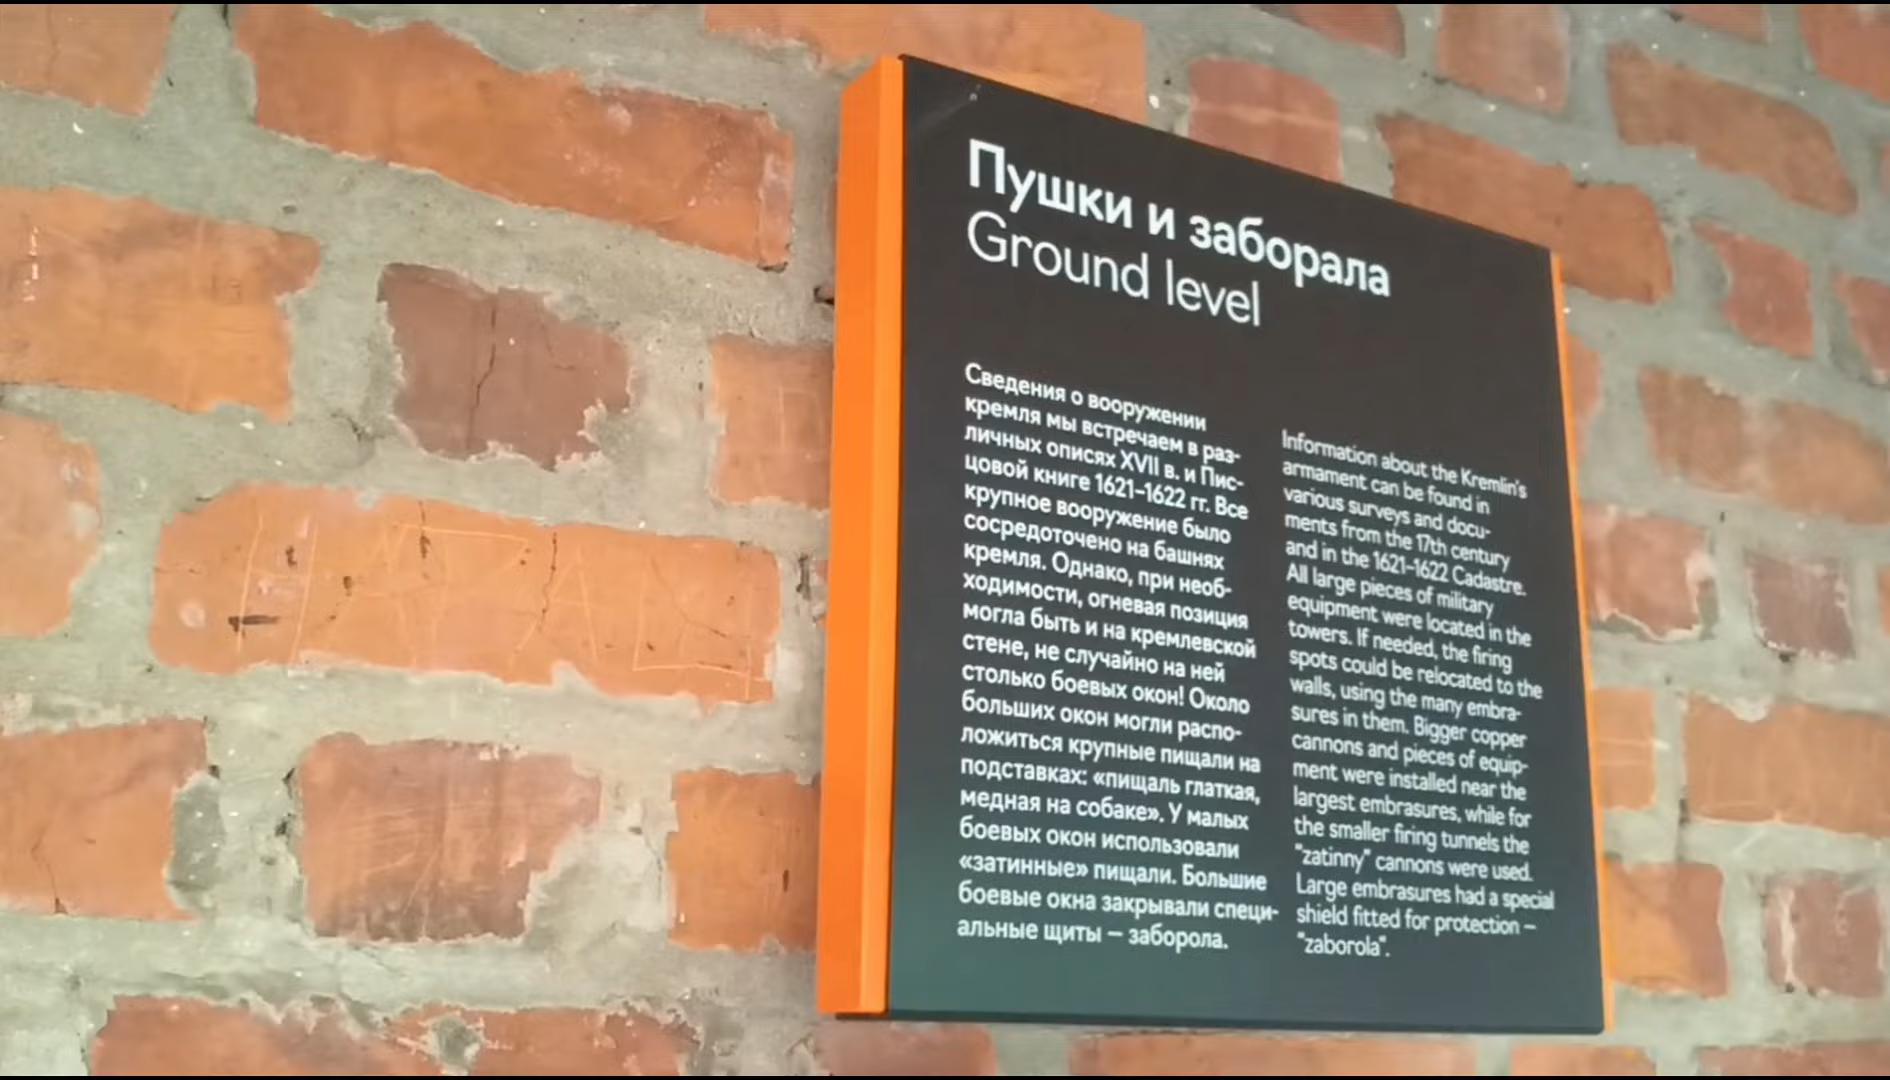 Пушки и заборала
Ground level
Сведения о вооружении
кремля мы встречаем в раз-
личных описях XVII в. и Пис-
цовой книге 1621–1622 гг. Все
крупное вооружение было
сосредоточено на башнях
кремля. Однако, при необ-
ходимости, огневая позиция
могла быть и на кремлевской
стене, не случайно на ней
столько боевых окон! Около
больших окон могли распо-
ложиться крупные пищали на
подставках: «пищаль глаткая,
медная на собаке». У малых
боевых окон использовали
«затинные» пищали. Большие
боевые окна закрывали специ-
альные щиты – заборола.
Information about the Kremlin's
armament can be found in
various surveys and docu-
ments from the 17th century
and in the 1621–1622 Cadastre.
All large pieces of military
equipment were located in the
towers. If needed, the firing
spots could be relocated to the
walls, using the many embra-
sures in them. Bigger copper
cannons and pieces of equip-
ment were installed near the
largest embrasures, while for
the smaller firing tunnels the
"zatinny" cannons were used.
Large embrasures had a special
shield fitted for protection –
"zaborola".